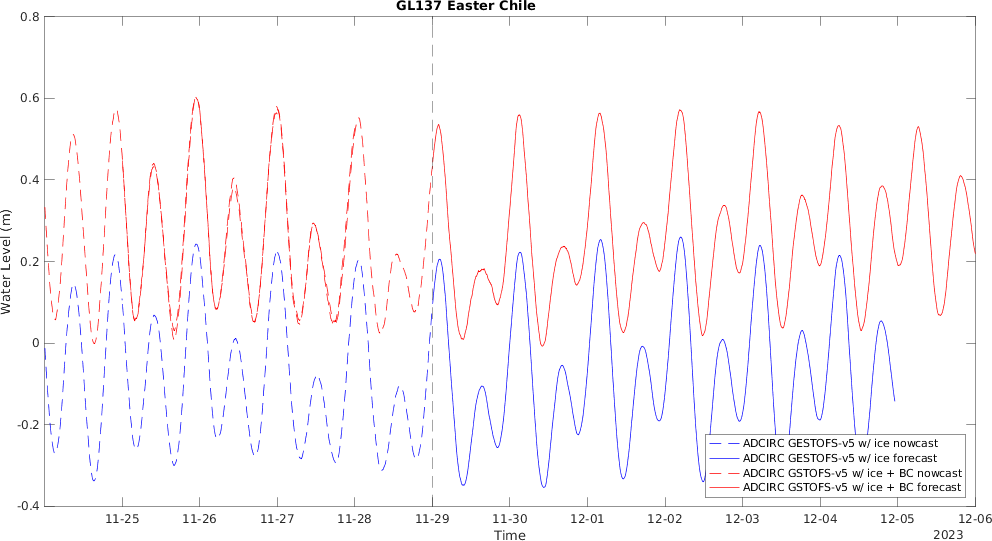 GL137 Easter Chile
0.8
0.6
0.4
0.2
0
-0.2
-0.4
Water Level (m)
ADCIRC GESTOFS-v5 w/ ice nowcast
ADCIRC GESTOFS-v5 w/ ice forecast
ADCIRC GSTOFS-v5 w/ ice + BC nowcast
ADCIRC GSTOFS-v5 w/ ice + BC forecast
11-25 11-26 11-27 11-28 11-29 11-30 12-01 12-02 12-03 12-04 12-05 12-06
Time
2023